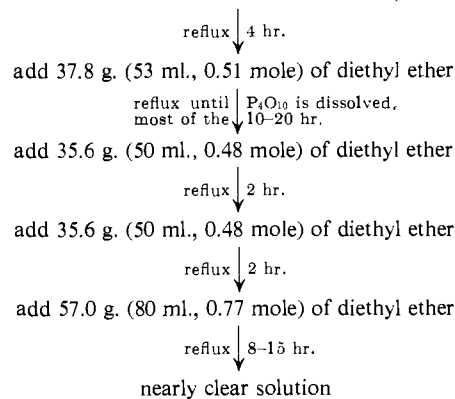 reflux 4 hr.
add 37.8 g. (53 ml., 0.51 mole) of diethyl ether
reflux until P₄O₁₀ is dissolved,
most of the 10–20 hr.
add 35.6 g. (50 ml., 0.48 mole) of diethyl ether
reflux 2 hr.
add 35.6 g. (50 ml., 0.48 mole) of diethyl ether
reflux 2 hr.
add 57.0 g. (80 ml., 0.77 mole) of diethyl ether
reflux 8–15 hr.
nearly clear solution